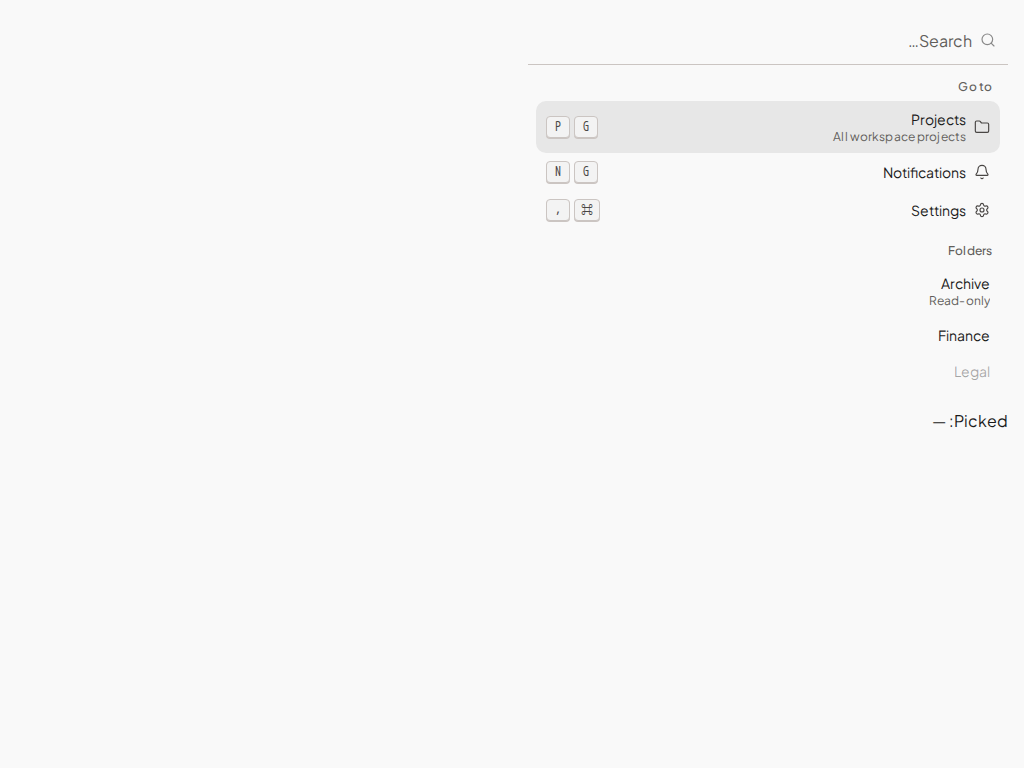 Search...
Go to
Projects
All workspace projects
G P
Notifications
G N
Settings
⌘ ,
Folders
Archive
Read-only
Finance
Legal
Picked: —